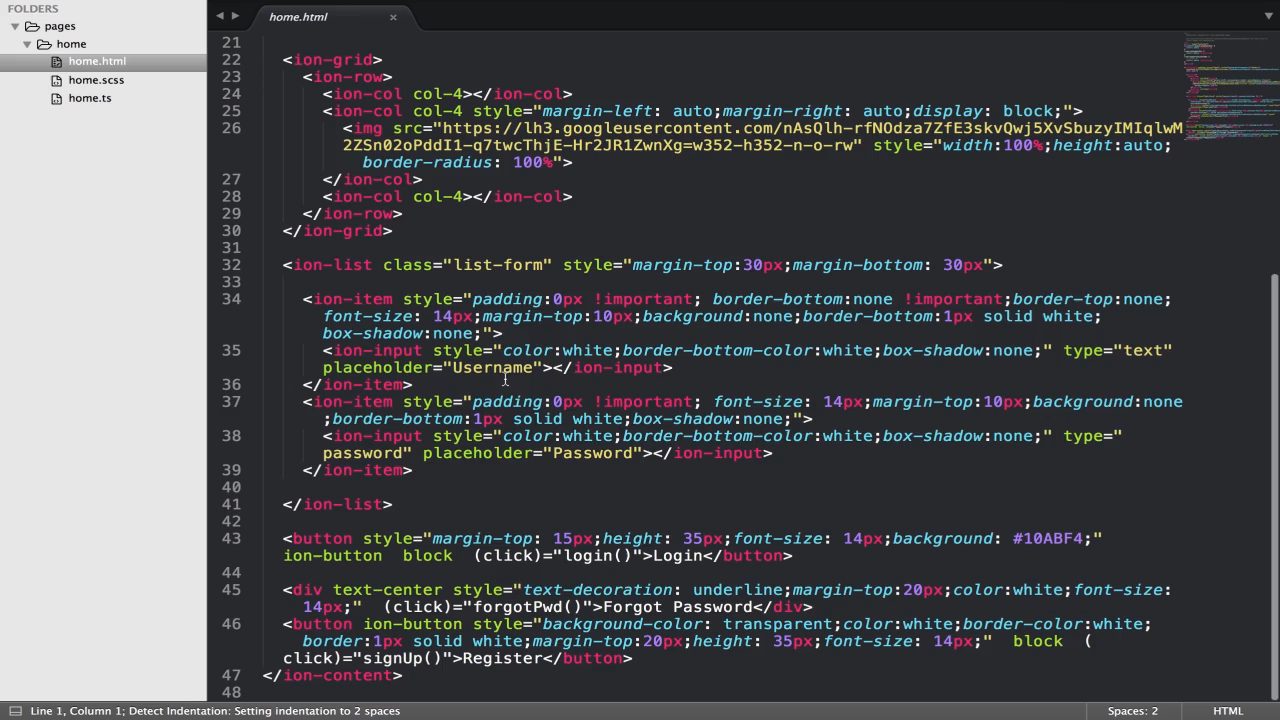 FOLDERS
pages
home
home.html
home.scss
home.ts
home.html
21
22 <ion-grid>
23 <ion-row>
24 <ion-col col-4></ion-col>
25 <ion-col col-4 style="margin-left: auto;margin-right: auto;display: block;">
26 <img src="https://lh3.googleusercontent.com/nAsQlh-rfNOdza7ZfE3skvQwj5XvSbuzyIMIqlwM
2ZSn02oPddI1-q7twcThjE-Hr2JR1ZwnXg=w352-h352-n-o-rw" style="width:100%;height:auto;
border-radius: 100%">
27 </ion-col>
28 <ion-col col-4></ion-col>
29 </ion-row>
30 </ion-grid>
31
32 <ion-list class="list-form" style="margin-top:30px;margin-bottom: 30px">
33
34 <ion-item style="padding:0px !important; border-bottom:none !important;border-top:none;
font-size: 14px;margin-top:10px;background:none;border-bottom:1px solid white;
box-shadow:none;">
35 <ion-input style="color:white;border-bottom-color:white;box-shadow:none;" type="text"
placeholder="Username"></ion-input>
36 </ion-item>
37 <ion-item style="padding:0px !important; font-size: 14px;margin-top:10px;background:none
;border-bottom:1px solid white;box-shadow:none;">
38 <ion-input style="color:white;border-bottom-color:white;box-shadow:none;" type="
password" placeholder="Password"></ion-input>
39 </ion-item>
40
41 </ion-list>
42
43 <button style="margin-top: 15px;height: 35px;font-size: 14px;background: #10ABF4;"
ion-button block (click)="login()">Login</button>
44
45 <div text-center style="text-decoration: underline;margin-top:20px;color:white;font-size:
14px;" (click)="forgotPwd()">Forgot Password</div>
46 <button ion-button style="background-color: transparent;color:white;border-color:white;
border:1px solid white;margin-top:20px;height: 35px;font-size: 14px;" block (
click)="signUp()">Register</button>
47 </ion-content>
48
Line 1, Column 1; Detect Indentation: Setting indentation to 2 spaces
Spaces: 2
HTML